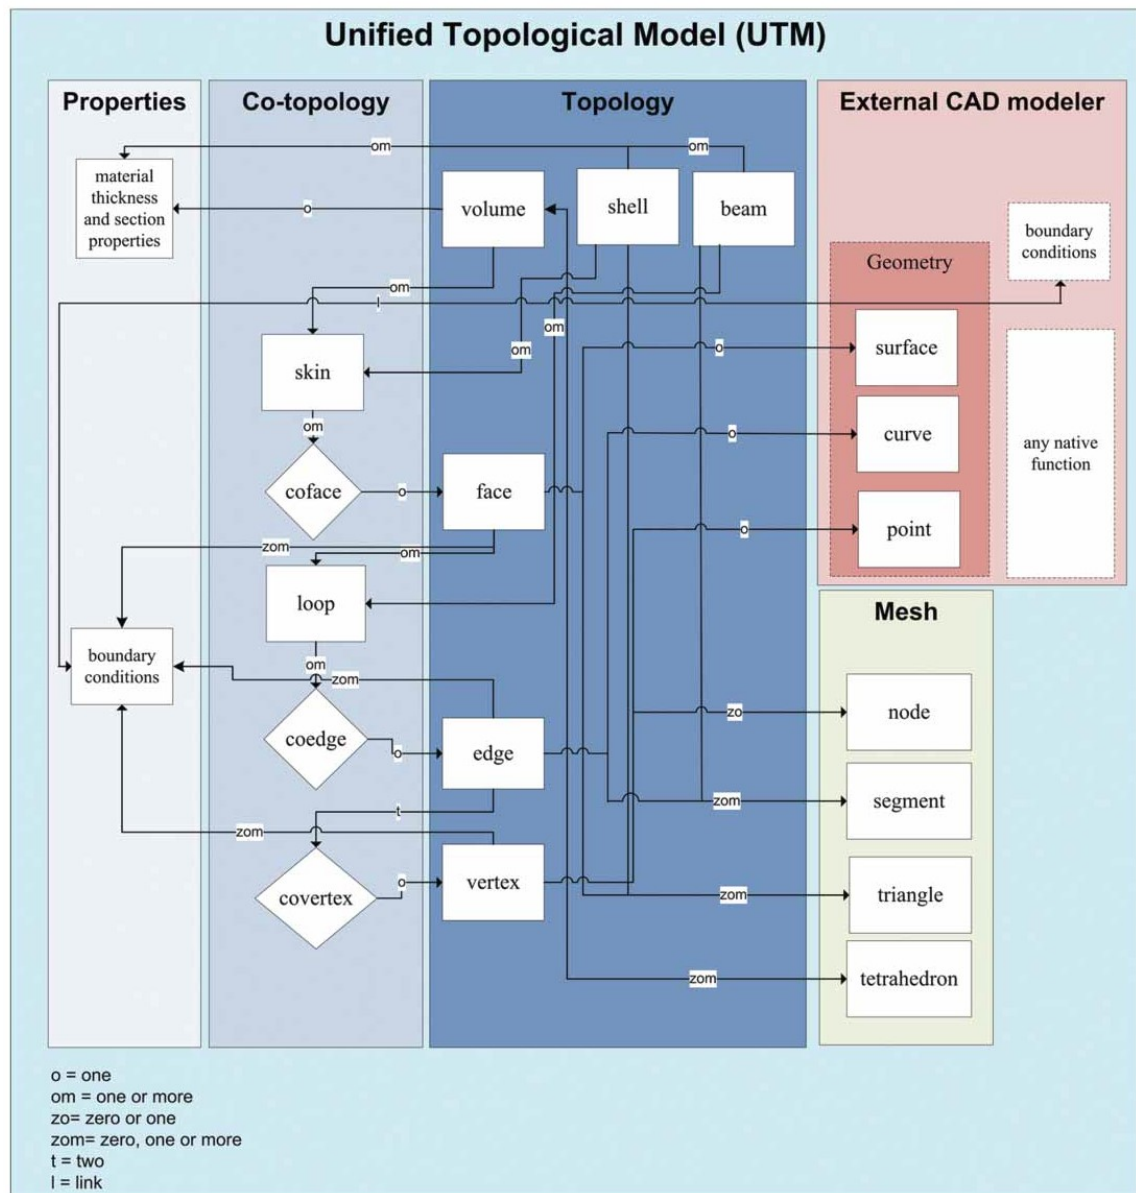 Unified Topological Model (UTM)
Properties
Co-topology
Topology
External CAD modeler
om
om
material
thickness
and section
properties
o
volume
shell
beam
boundary
conditions
Geometry
om
l
om
om
skin
o
surface
om
o
curve
any native
function
coface
o
face
o
point
zom
om
loop
Mesh
boundary
conditions
om
zom
coedge
o
edge
zo
node
t
zom
segment
zom
covertex
o
vertex
zom
triangle
zom
tetrahedron
o = one
om = one or more
zo= zero or one
zom= zero, one or more
t = two
l = link